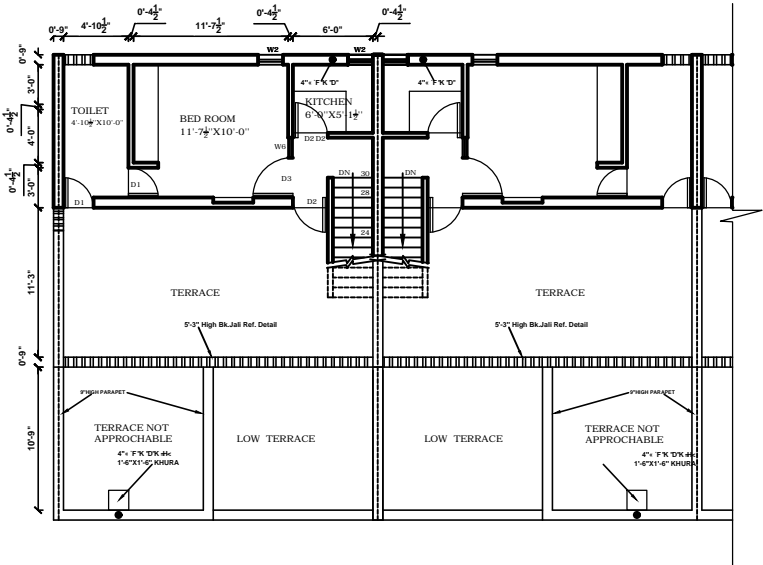 0'-9"
4'-10½"
0'-4½"
11'-7½"
0'-4½"
6'-0"
0'-4½"
0'-9"
3'-0"
0'-4½"
4'-0"
0'-4½"
3'-0"
11'-3"
0'-9"
10'-9"
W2
W2
4"
"D"
4"
"D"
TOILET
4'-10½"X10'-0"
BED ROOM
11'-7½"X10'-0"
KITCHEN
6'-0"X5'-1½"
D2 D2
W6
D3
D1
D1
D2
DN
30
28
24
DN
TERRACE
TERRACE
5'-3" High Bk.Jali Ref. Detail
5'-3" High Bk.Jali Ref. Detail
9"HIGH PARAPET
9"HIGH PARAPET
TERRACE NOT
APPROCHABLE
LOW TERRACE
LOW TERRACE
TERRACE NOT
APPROCHABLE
4"
1'-6"X1'-6" KHURA
4"
1'-6"X1'-6" KHURA